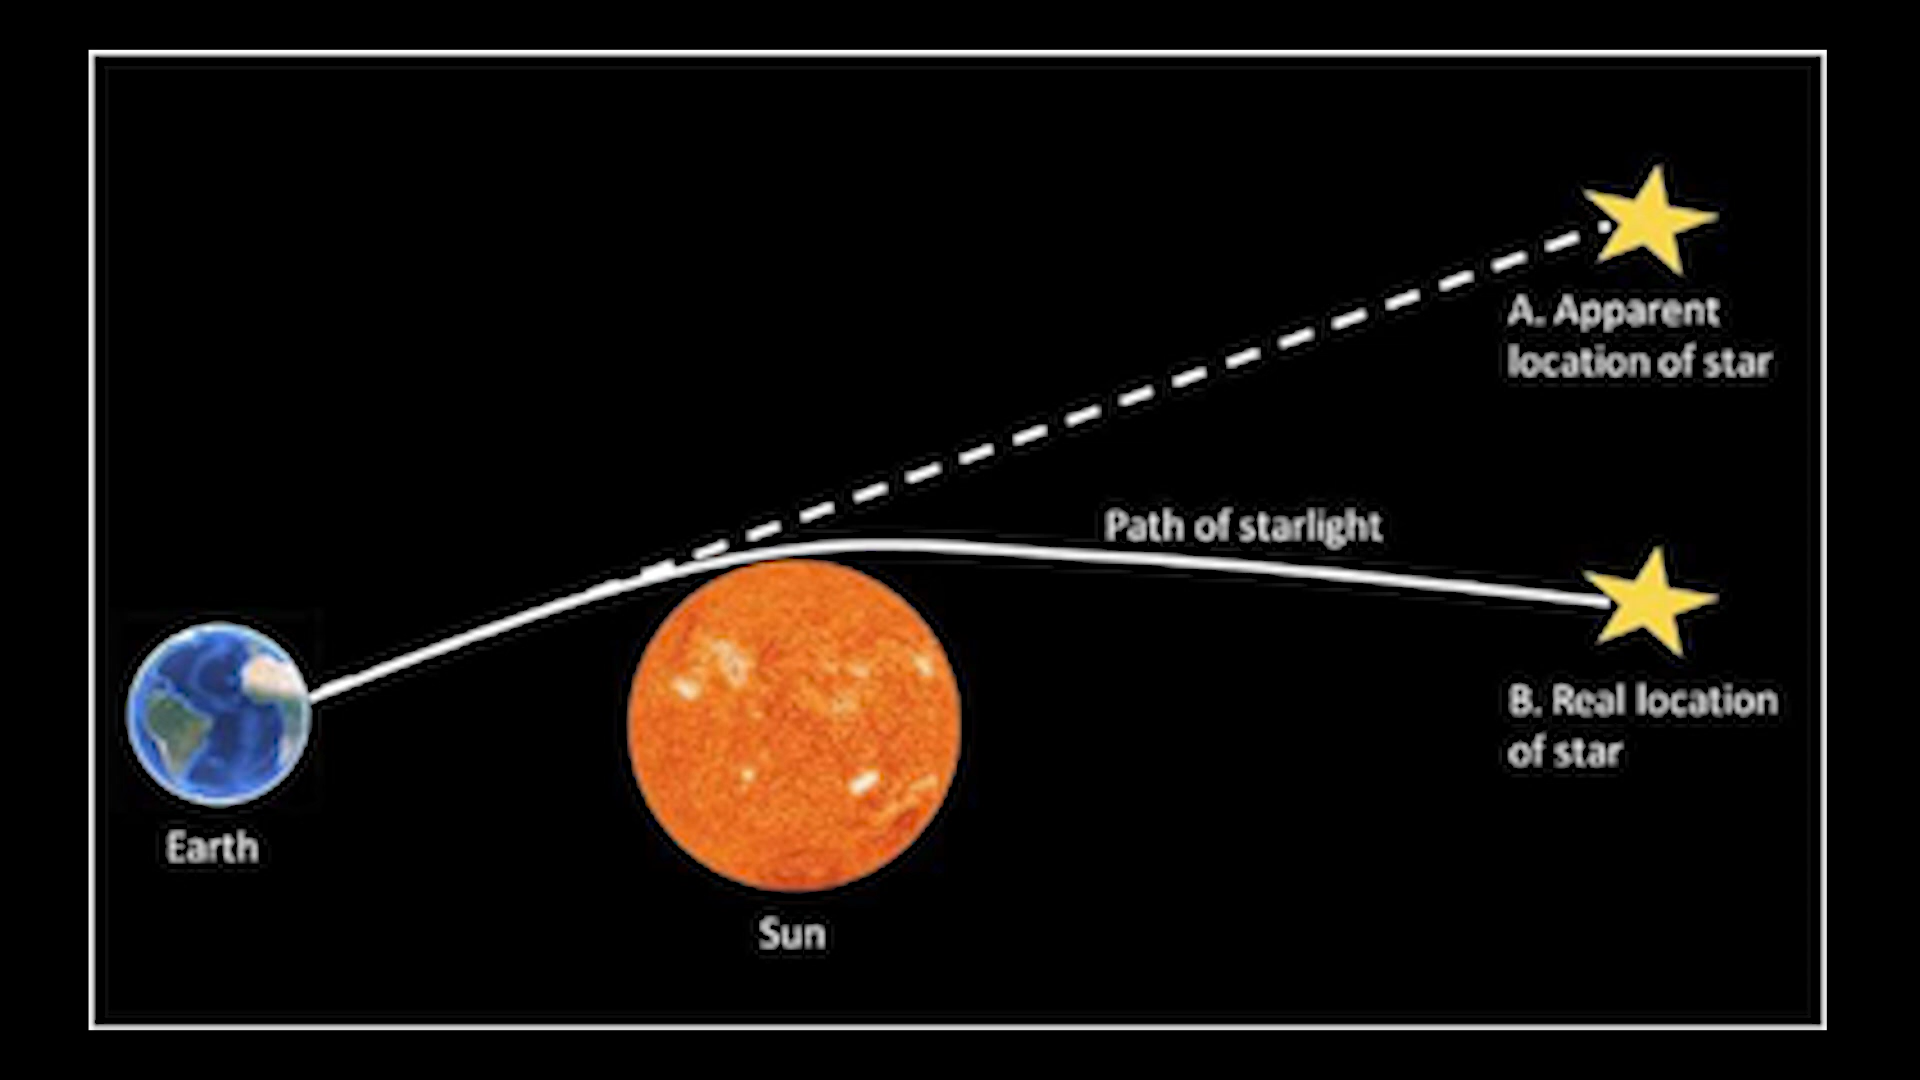 A. Apparent
location of star
Path of starlight
B. Real location
of star
Earth
Sun